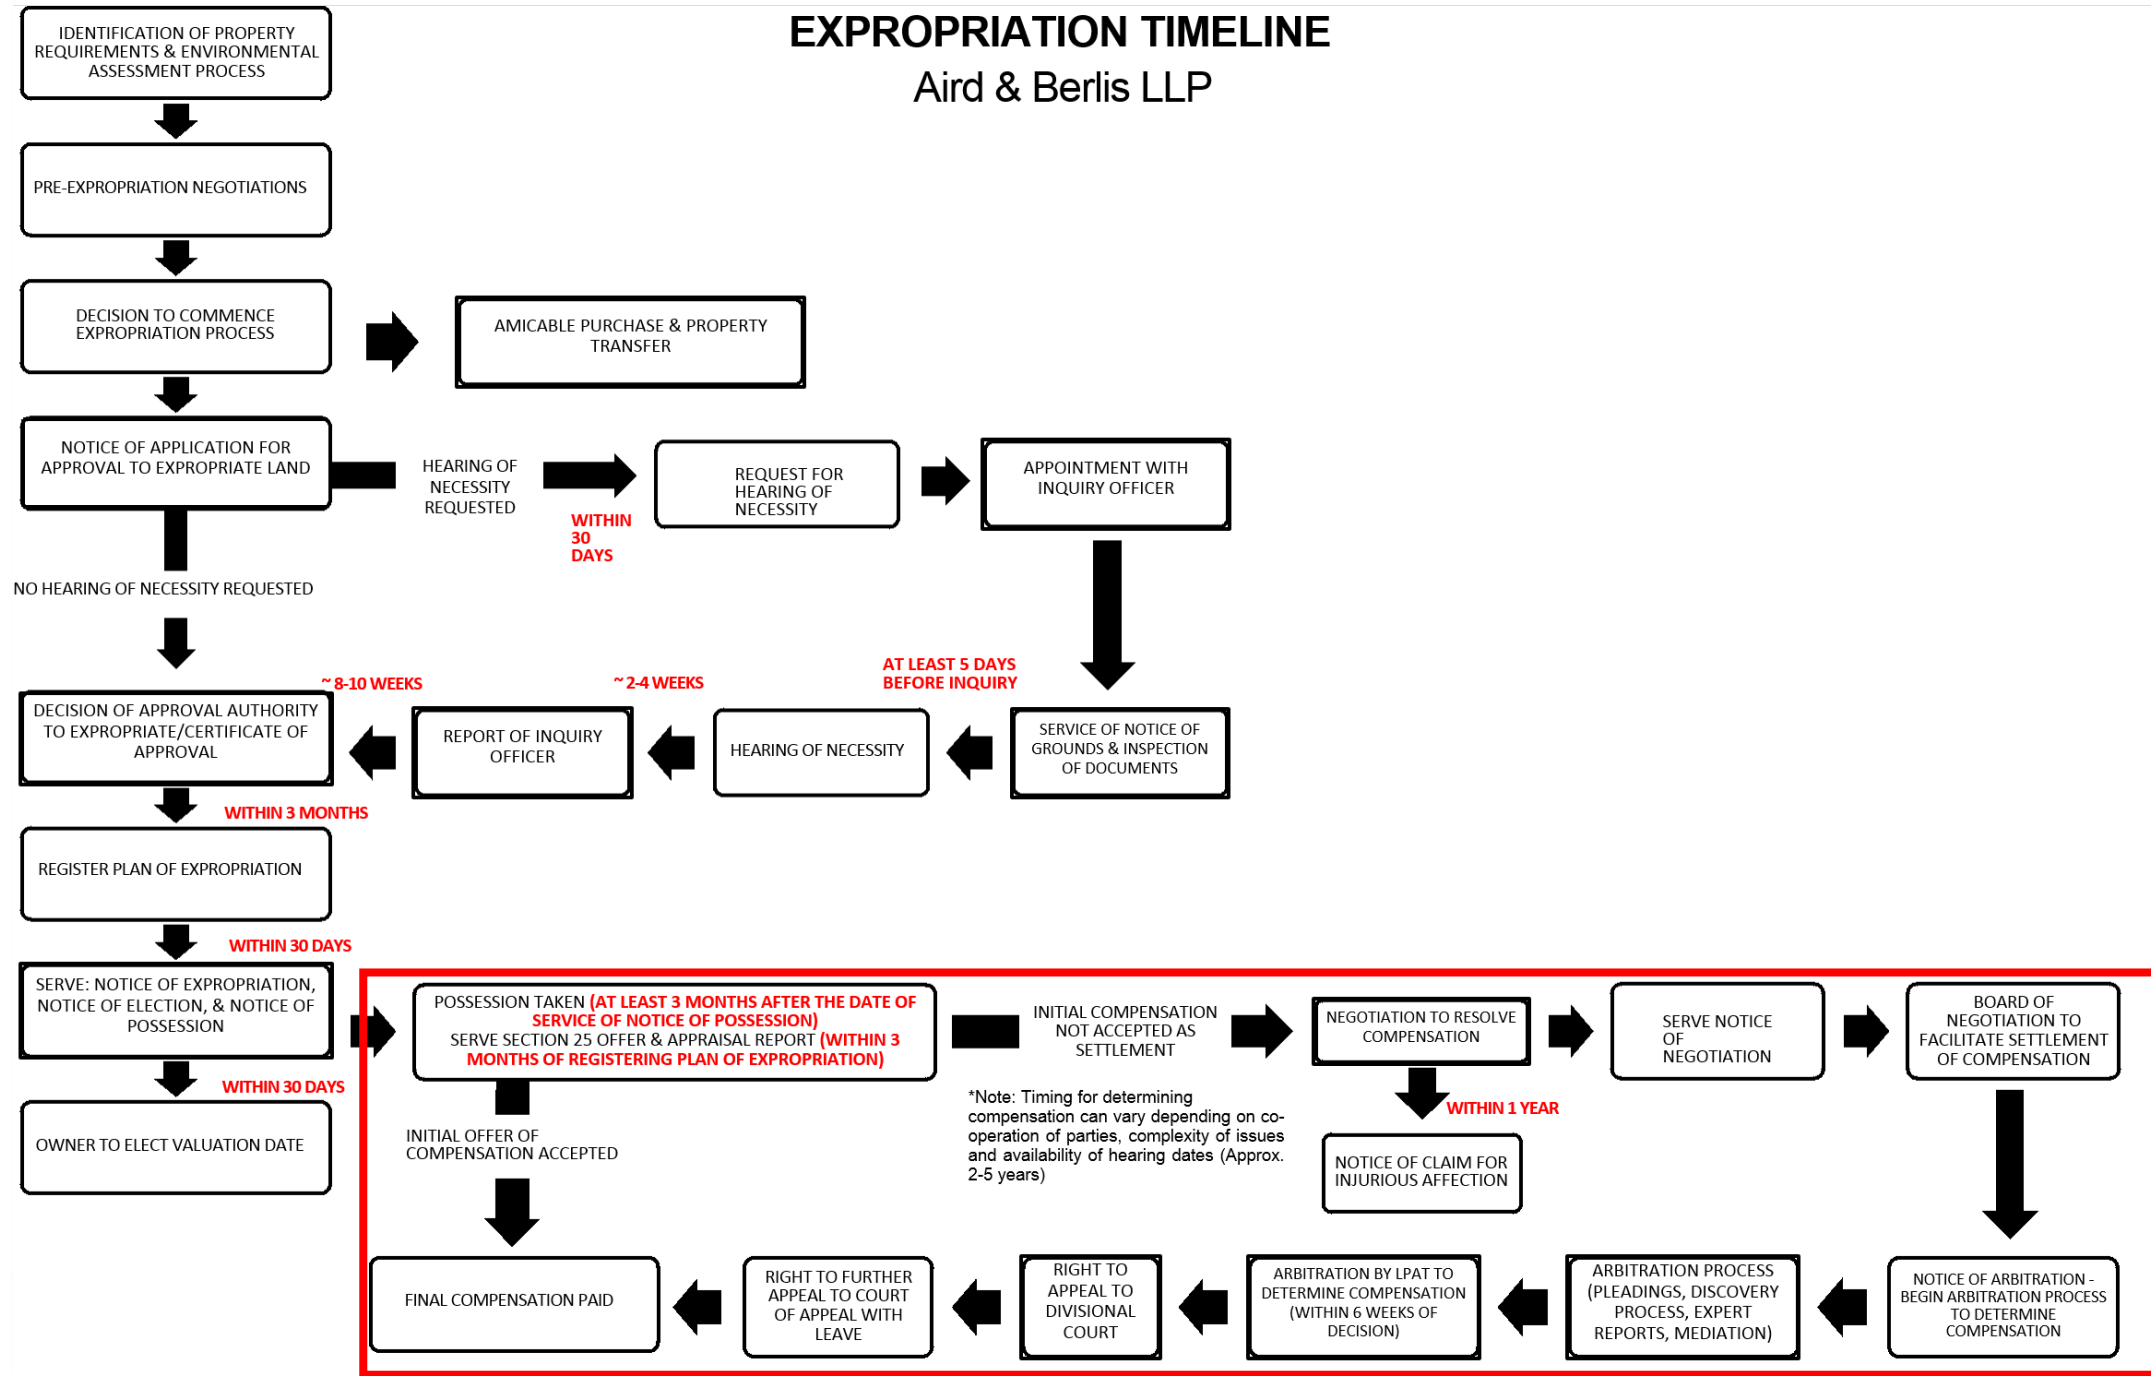 EXPROPRIATION TIMELINE
Aird & Berlis LLP
IDENTIFICATION OF PROPERTY
REQUIREMENTS & ENVIRONMENTAL
ASSESSMENT PROCESS
PRE-EXPROPRIATION NEGOTIATIONS
DECISION TO COMMENCE
EXPROPRIATION PROCESS
AMICABLE PURCHASE & PROPERTY
TRANSFER
NOTICE OF APPLICATION FOR
APPROVAL TO EXPROPRIATE LAND
HEARING OF
NECESSITY
REQUESTED
WITHIN
30
DAYS
REQUEST FOR
HEARING OF
NECESSITY
APPOINTMENT WITH
INQUIRY OFFICER
NO HEARING OF NECESSITY REQUESTED
AT LEAST 5 DAYS
BEFORE INQUIRY
SERVICE OF NOTICE OF
GROUNDS & INSPECTION
OF DOCUMENTS
HEARING OF NECESSITY
~ 2-4 WEEKS
REPORT OF INQUIRY
OFFICER
~ 8-10 WEEKS
DECISION OF APPROVAL AUTHORITY
TO EXPROPRIATE/CERTIFICATE OF
APPROVAL
WITHIN 3 MONTHS
REGISTER PLAN OF EXPROPRIATION
WITHIN 30 DAYS
SERVE: NOTICE OF EXPROPRIATION,
NOTICE OF ELECTION, & NOTICE OF
POSSESSION
WITHIN 30 DAYS
OWNER TO ELECT VALUATION DATE
POSSESSION TAKEN (AT LEAST 3 MONTHS AFTER THE DATE OF
SERVICE OF NOTICE OF POSSESSION)
SERVE SECTION 25 OFFER & APPRAISAL REPORT (WITHIN 3
MONTHS OF REGISTERING PLAN OF EXPROPRIATION)
INITIAL COMPENSATION
NOT ACCEPTED AS
SETTLEMENT
NEGOTIATION TO RESOLVE
COMPENSATION
SERVE NOTICE
OF
NEGOTIATION
BOARD OF
NEGOTIATION TO
FACILITATE SETTLEMENT
OF COMPENSATION
*Note: Timing for determining
compensation can vary depending on co-
operation of parties, complexity of issues
and availability of hearing dates (Approx.
2-5 years)
WITHIN 1 YEAR
NOTICE OF CLAIM FOR
INJURIOUS AFFECTION
INITIAL OFFER OF
COMPENSATION ACCEPTED
NOTICE OF ARBITRATION -
BEGIN ARBITRATION PROCESS
TO DETERMINE
COMPENSATION
ARBITRATION PROCESS
(PLEADINGS, DISCOVERY
PROCESS, EXPERT
REPORTS, MEDIATION)
ARBITRATION BY LPAT TO
DETERMINE COMPENSATION
(WITHIN 6 WEEKS OF
DECISION)
RIGHT TO
APPEAL TO
DIVISIONAL
COURT
RIGHT TO FURTHER
APPEAL TO COURT
OF APPEAL WITH
LEAVE
FINAL COMPENSATION PAID